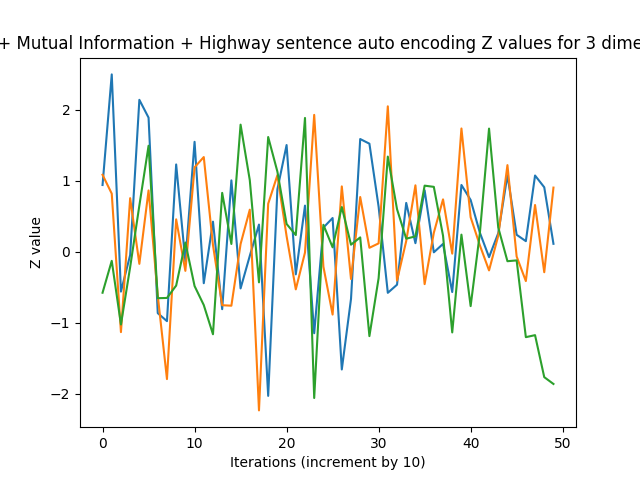 + Mutual Information + Highway sentence auto encoding Z values for 3 dime
Z value
2
1
0
−1
−2
0 10 20 30 40 50
Iterations (increment by 10)